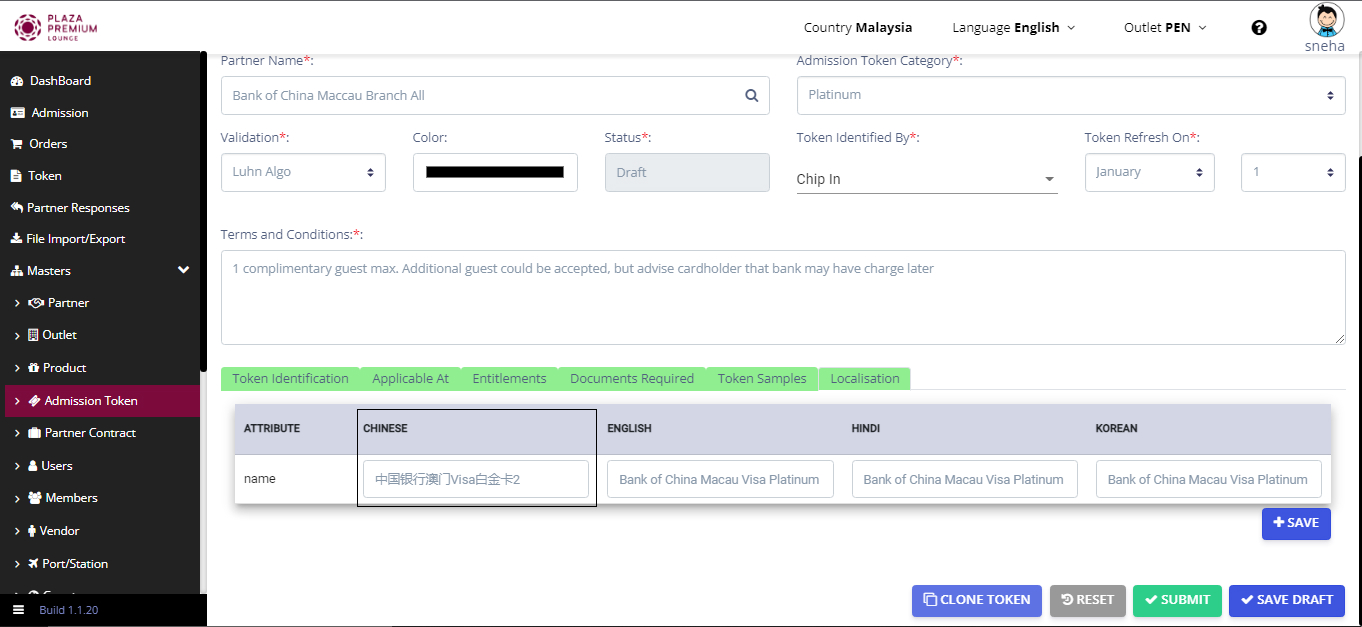 PLAZA
PREMIUM
LOUNGE
Country Malaysia
Language English
Outlet PEN
?
sneha
DashBoard
Admission
Orders
Token
Partner Responses
File Import/Export
Masters
Partner
Outlet
Product
Admission Token
Partner Contract
Users
Members
Vendor
Port/Station
Build 1.1.20
Partner Name*:
Admission Token Category*:
Bank of China Maccau Branch All
Platinum
Validation*:
Color:
Status*:
Token Identified By*:
Token Refresh On*:
Luhn Algo
Draft
Chip In
January
1
Terms and Conditions:*:
1 complimentary guest max. Additional guest could be accepted, but advise cardholder that bank may have charge later
Token Identification
Applicable At
Entitlements
Documents Required
Token Samples
Localisation
ATTRIBUTE
CHINESE
ENGLISH
HINDI
KOREAN
name
中国银行澳门Visa白金卡2
Bank of China Macau Visa Platinum
Bank of China Macau Visa Platinum
Bank of China Macau Visa Platinum
SAVE
CLONE TOKEN
RESET
SUBMIT
SAVE DRAFT